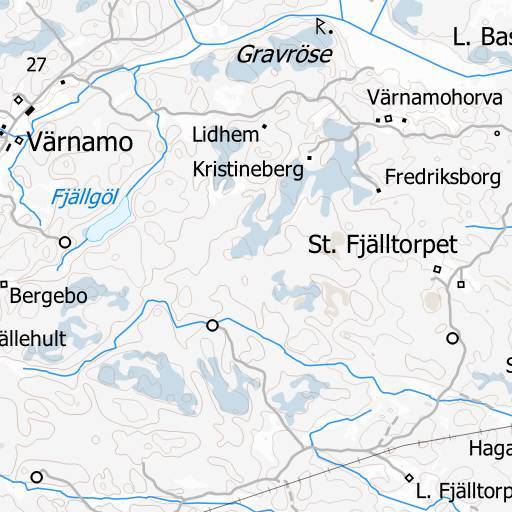 R.
L. Bas
Gravröse
27
Värnamohorva
Lidhem
Värnamo
Kristineberg
Fredriksborg
Fjällgöl
St. Fjälltorpet
Bergebo
ällehult
S
Haga
L. Fjälltorp